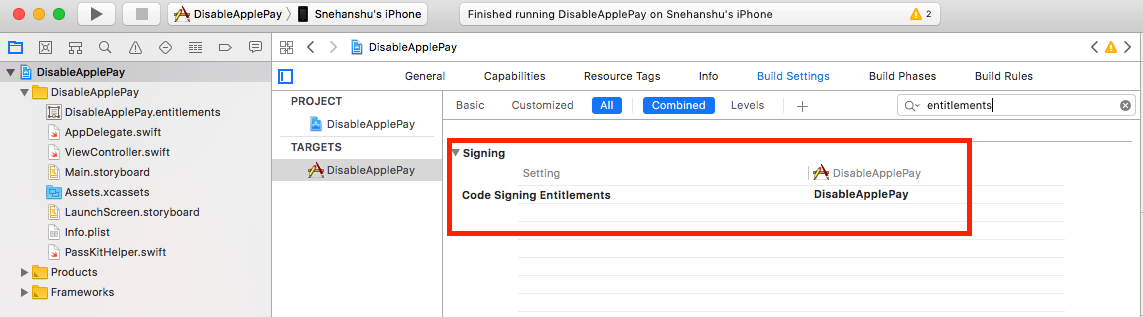 DisableApplePay Snehanshu's iPhone Finished running DisableApplePay on Snehanshu's iPhone 2
DisableApplePay
DisableApplePay
General Capabilities Resource Tags Info Build Settings Build Phases Build Rules
DisableApplePay
DisableApplePay.entitlements
AppDelegate.swift
ViewController.swift
Main.storyboard
Assets.xcassets
LaunchScreen.storyboard
Info.plist
PassKitHelper.swift
Products
Frameworks
PROJECT
DisableApplePay
TARGETS
DisableApplePay
Basic Customized All Combined Levels + entitlements
Signing
Setting DisableApplePay
Code Signing Entitlements DisableApplePay